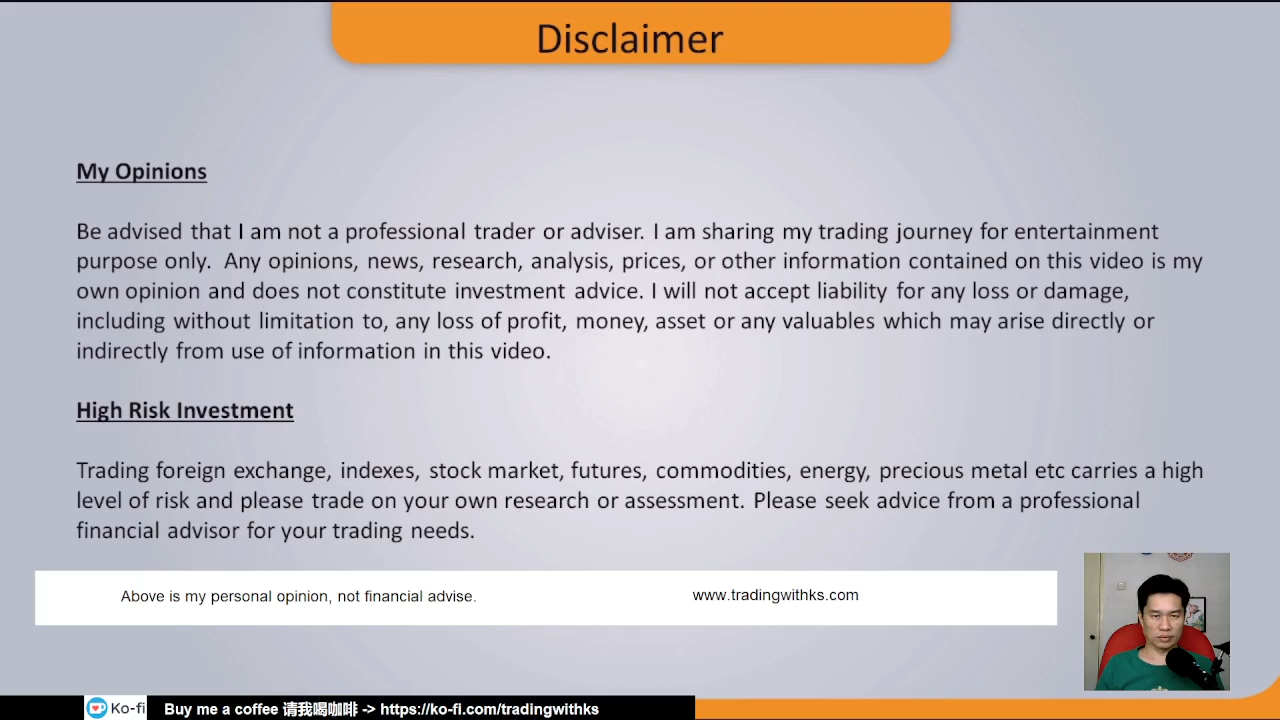 Disclaimer
My Opinions
Be advised that I am not a professional trader or adviser. I am sharing my trading journey for entertainment
purpose only.  Any opinions, news, research, analysis, prices, or other information contained on this video is my
own opinion and does not constitute investment advice. I will not accept liability for any loss or damage,
including without limitation to, any loss of profit, money, asset or any valuables which may arise directly or
indirectly from use of information in this video.
High Risk Investment
Trading foreign exchange, indexes, stock market, futures, commodities, energy, precious metal etc carries a high
level of risk and please trade on your own research or assessment. Please seek advice from a professional
financial advisor for your trading needs.
Above is my personal opinion, not financial advise.
www.tradingwithks.com
Ko-fi
Buy me a coffee 请我喝咖啡 -> https://ko-fi.com/tradingwithks